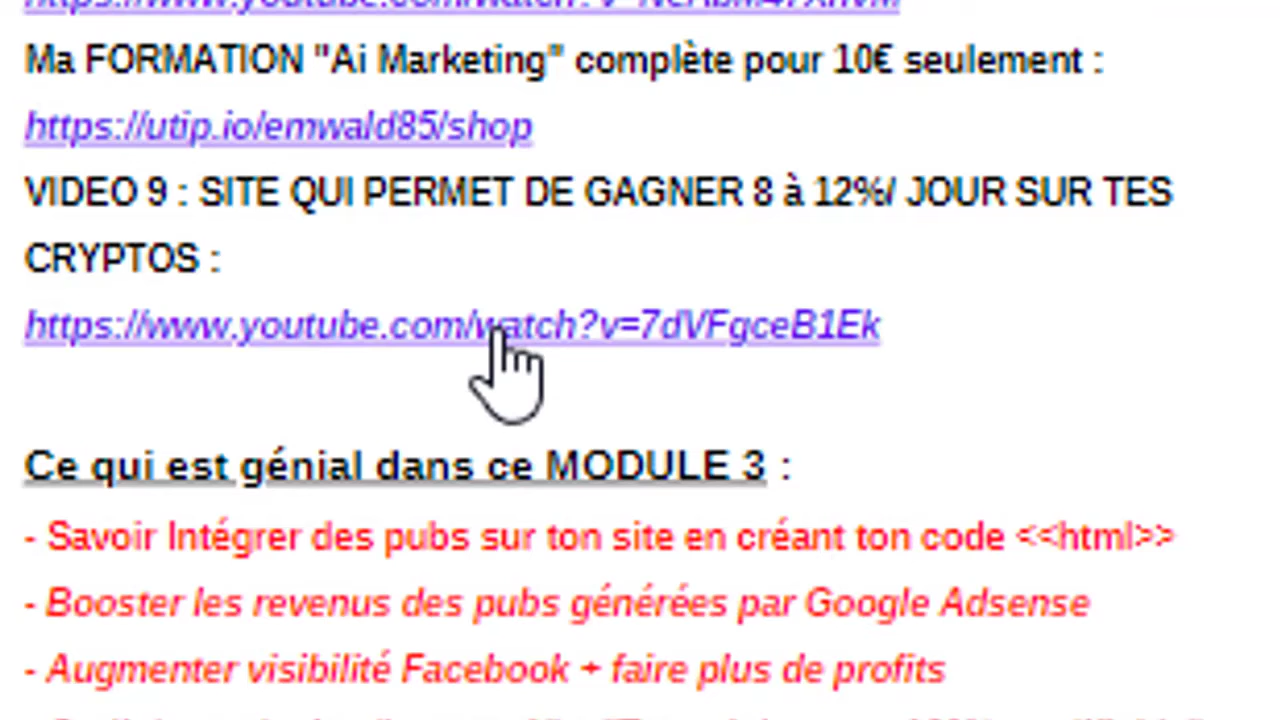 Ma FORMATION "Ai Marketing" complète pour 10€ seulement :
https://utip.io/emwald85/shop
VIDEO 9 : SITE QUI PERMET DE GAGNER 8 à 12%/ JOUR SUR TES
CRYPTOS :
https://www.youtube.com/watch?v=7dVFgceB1Ek
Ce qui est génial dans ce MODULE 3 :
- Savoir Intégrer des pubs sur ton site en créant ton code <<html>>
- Booster les revenus des pubs générées par Google Adsense
- Augmenter visibilité Facebook + faire plus de profits